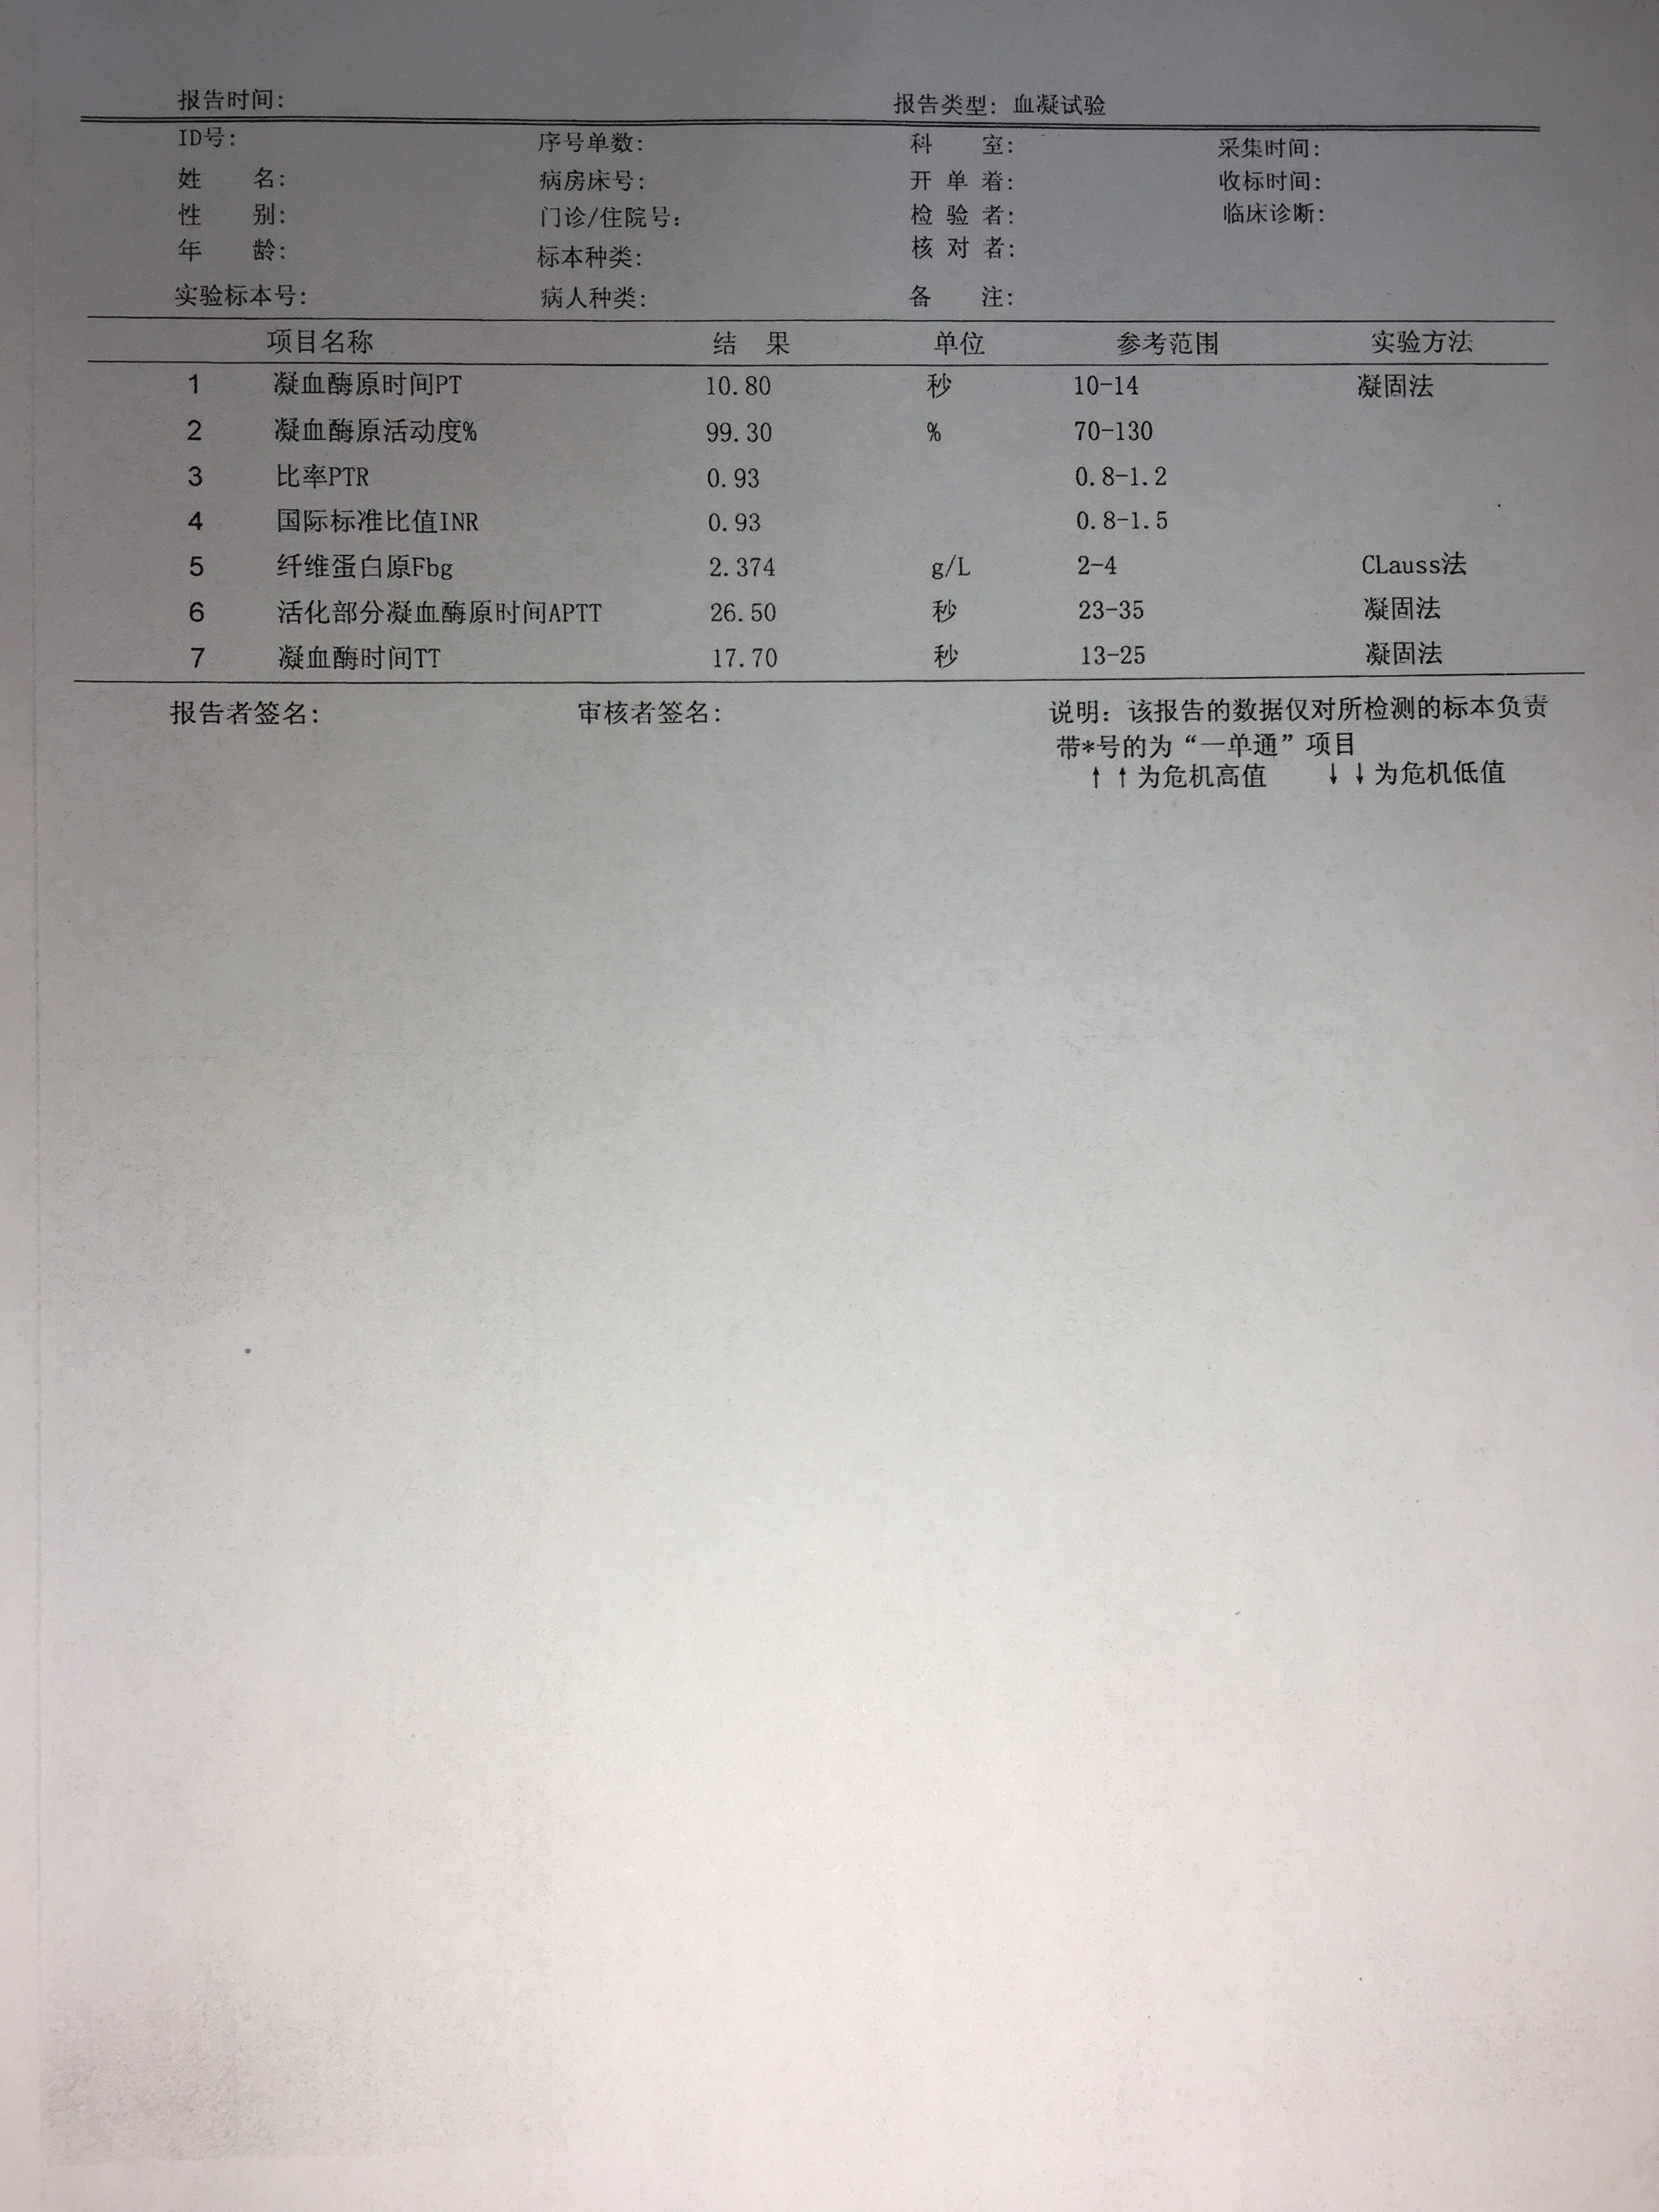 报告时间: 报告类型: 血凝试验
ID号: 序号单数: 科 室: 采集时间:
姓 名: 病房床号: 开 单 着: 收标时间:
性 别: 门诊/住院号: 检 验 者: 临床诊断:
年 龄: 标本种类: 核 对 者:
实验标本号: 病人种类: 备 注:
项目名称 结 果 单位 参考范围 实验方法
1 凝血酶原时间PT 10.80 秒 10-14 凝固法
2 凝血酶原活动度% 99.30 % 70-130
3 比率PTR 0.93 0.8-1.2
4 国际标准比值INR 0.93 0.8-1.5
5 纤维蛋白原Fbg 2.374 g/L 2-4 CLauss法
6 活化部分凝血酶原时间APTT 26.50 秒 23-35 凝固法
7 凝血酶时间TT 17.70 秒 13-25 凝固法
报告者签名: 审核者签名: 说明: 该报告的数据仅对所检测的标本负责
带*号的为“一单通”项目
↑↑为危机高值 ↓↓为危机低值